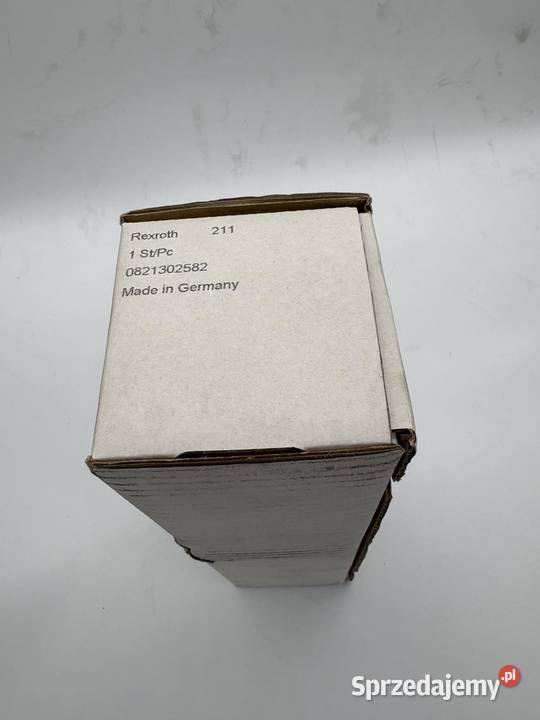 Rexroth 211
1 St/Pc
0821302582
Made in Germany
Sprzedajemy.pl